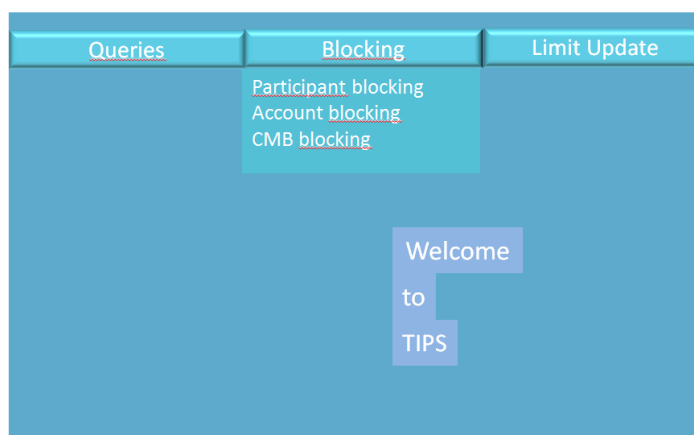 Queries
Blocking
Limit Update
Participant blocking
Account blocking
CMB blocking
Welcome
to
TIPS